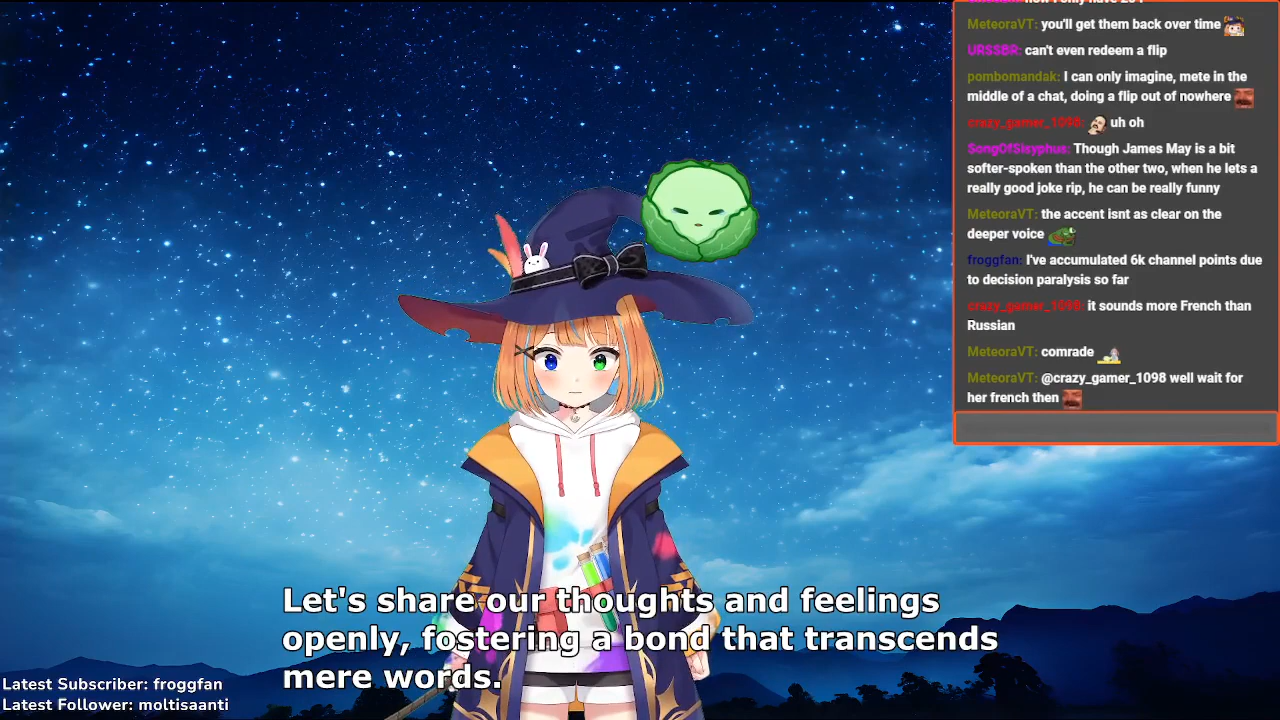 MeteoraVT: you'll get them back over time
URSSBR: can't even redeem a flip
pombomandak: I can only imagine, mete in the
middle of a chat, doing a flip out of nowhere
crazy_gamer_1098: uh oh
SongOfSisyphus: Though James May is a bit
softer-spoken than the other two, when he lets a
really good joke rip, he can be really funny
MeteoraVT: the accent isnt as clear on the
deeper voice
froggfan: I've accumulated 6k channel points due
to decision paralysis so far
crazy_gamer_1098: it sounds more French than
Russian
MeteoraVT: comrade
MeteoraVT: @crazy_gamer_1098 well wait for
her french then
Let's share our thoughts and feelings
openly, fostering a bond that transcends
mere words.
Latest Subscriber: froggfan
Latest Follower: moltisaanti